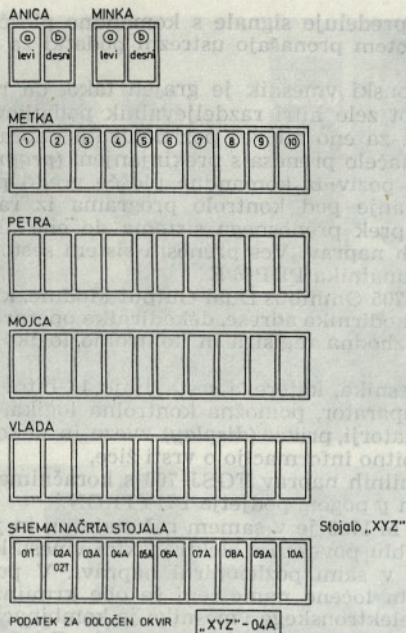 ANICA MINKA
a b a b
levi desni levi desni
METKA
1 2 3 4 5 6 7 8 9 10
PETRA
MOJCA
VLADA
SHEMA NAČRTA STOJALA Stojalo „XYZ"
01T 02A 03A 04A 05A 06A 07A 08A 09A 10A
02T
PODATEK ZA DOLOČEN OKVIR „XYZ"-04A